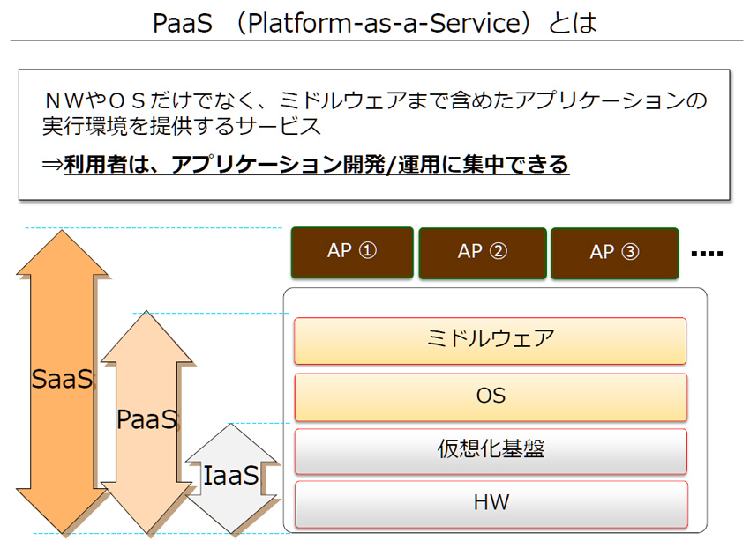 PaaS （Platform-as-a-Service）とは
ＮＷやＯＳだけでなく、ミドルウェアまで含めたアプリケーションの
実行環境を提供するサービス
⇒利用者は、アプリケーション開発/運用に集中できる
AP ①
AP ②
AP ③
....
ミドルウェア
SaaS
OS
PaaS
仮想化基盤
IaaS
HW